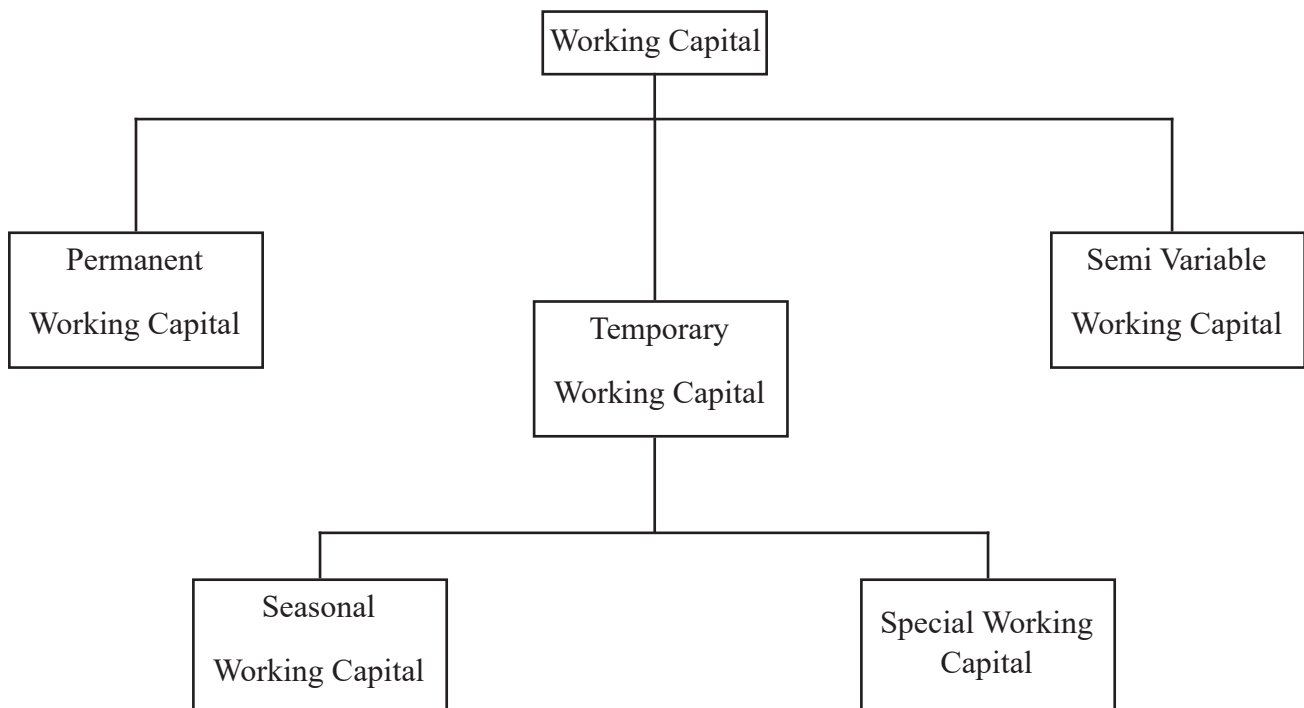 Working Capital
Permanent
Working Capital
Temporary
Working Capital
Semi Variable
Working Capital
Seasonal
Working Capital
Special Working
Capital